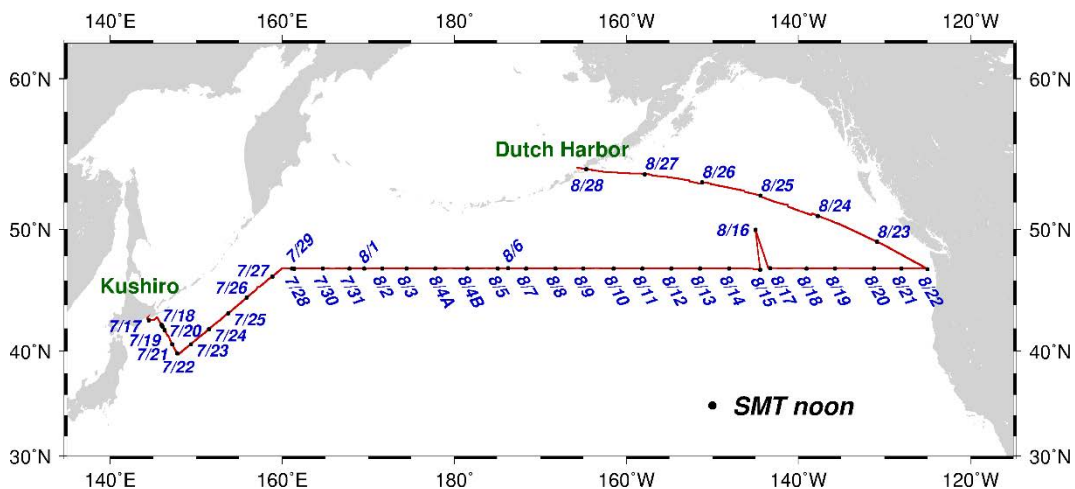 140˚E 160˚E 180˚ 160˚W 140˚W 120˚W
60˚N 60˚N
Dutch Harbor
8/27
8/26
8/28
8/25
8/24
50˚N 8/16 8/23 50˚N
7/29 8/1 8/6
7/27
Kushiro
7/26
7/28 7/30 7/31 8/2 8/3 8/4A 8/4B 8/5 8/7 8/8 8/9 8/10 8/11 8/12 8/13 8/14 8/15 8/17 8/18 8/19 8/20 8/21 8/22
7/17 7/18 7/25
7/19 7/20 7/24
40˚N 7/21 7/23 40˚N
7/22
SMT noon
30˚N 30˚N
140˚E 160˚E 180˚ 160˚W 140˚W 120˚W